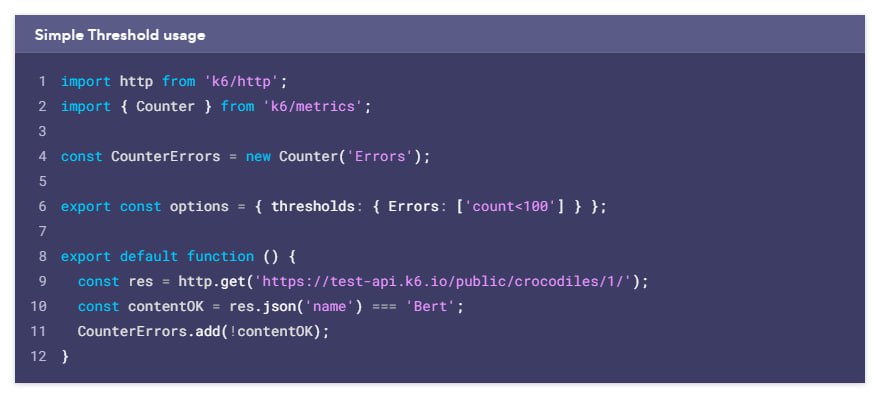 Simple Threshold usage
1 import http from 'k6/http';
2 import { Counter } from 'k6/metrics';
3
4 const CounterErrors = new Counter('Errors');
5
6 export const options = { thresholds: { Errors: ['count<100'] } };
7
8 export default function () {
9   const res = http.get('https://test-api.k6.io/public/crocodiles/1/');
10   const contentOK = res.json('name') === 'Bert';
11   CounterErrors.add(!contentOK);
12 }